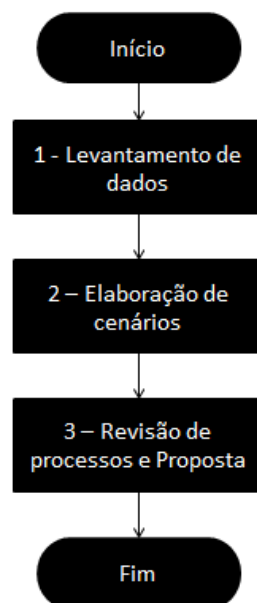 Início
1 - Levantamento de
dados
2 – Elaboração de
cenários
3 – Revisão de
processos e Proposta
Fim